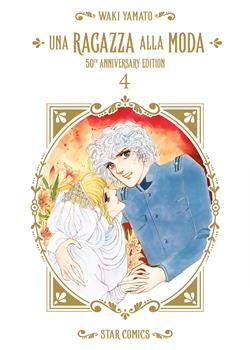 WAKI YAMATO
UNA RAGAZZA ALLA MODA
50TH ANNIVERSARY EDITION
4
STAR COMICS